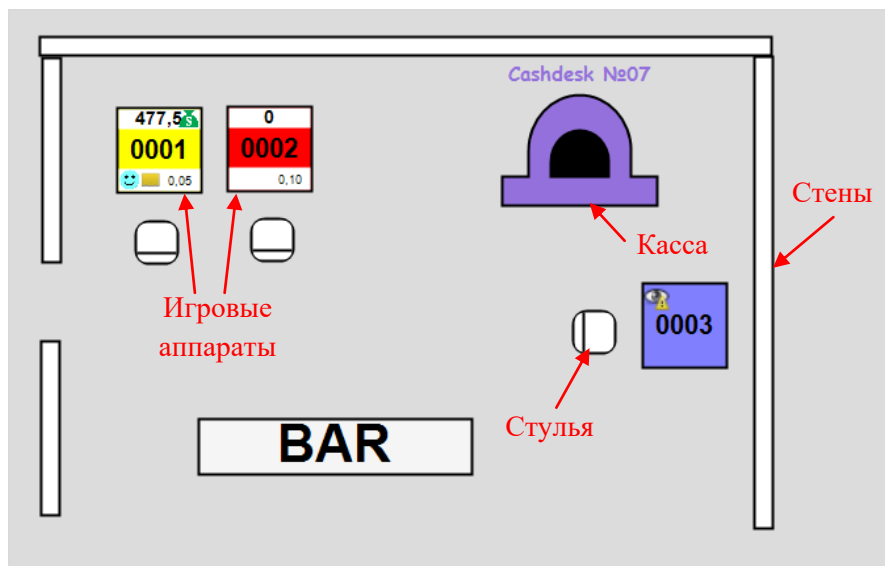 Cashdesk №07
477,5
0001
0,05
0
0002
0,10
Стены
Касса
Игровые
аппараты
0003
Стулья
BAR